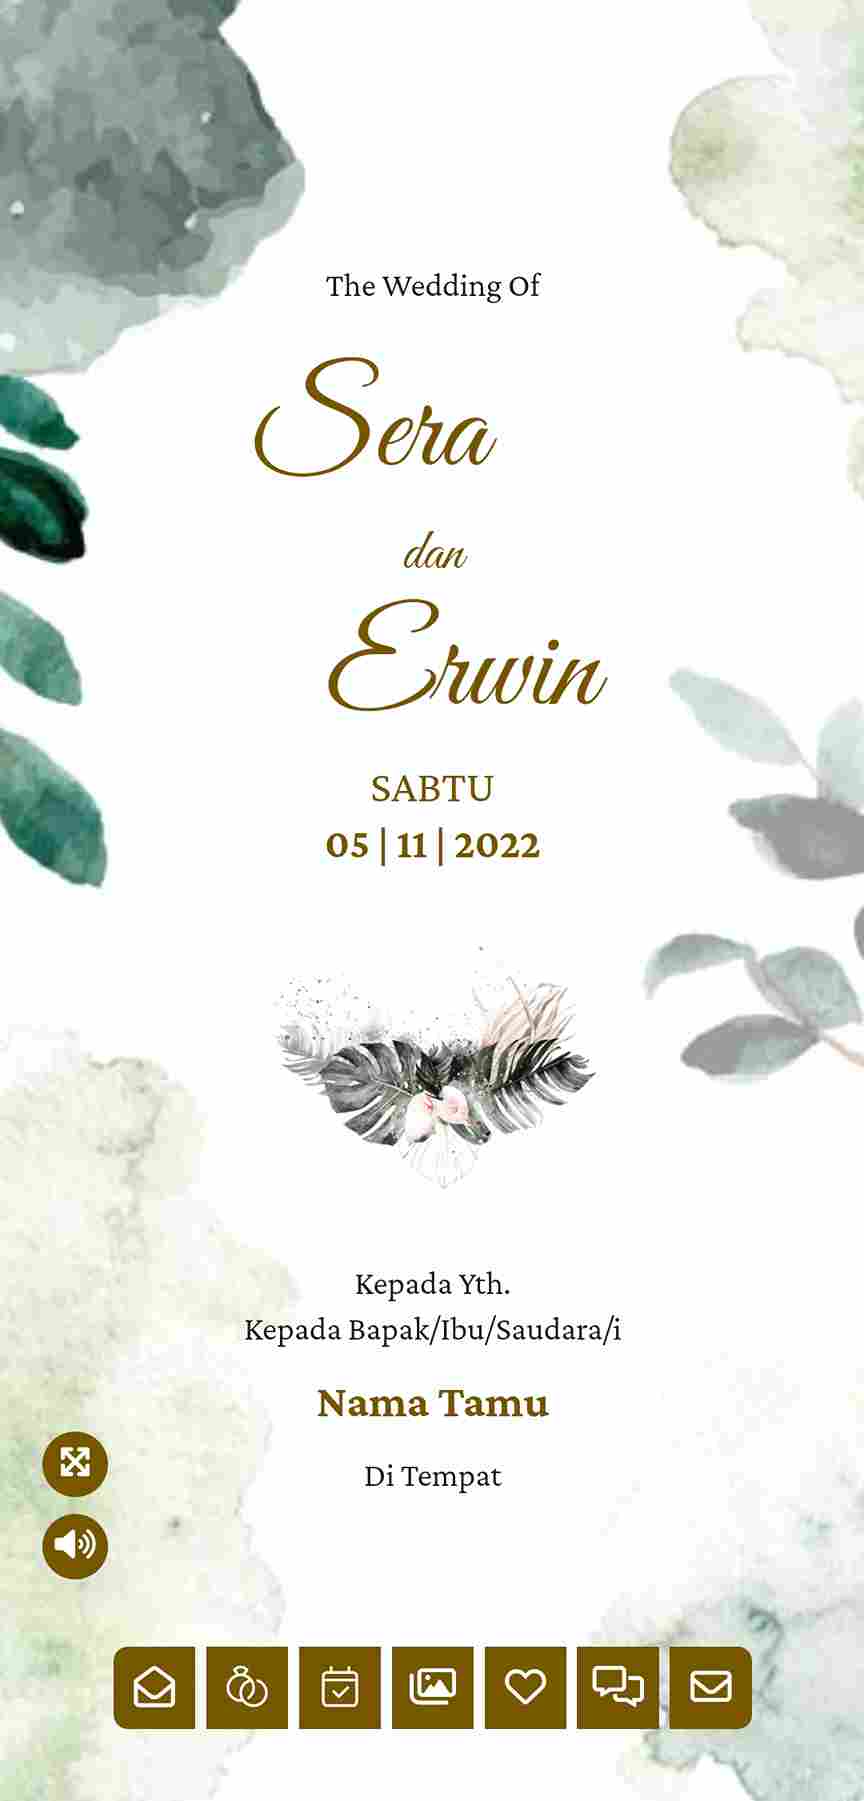 The Wedding Of
Sera
dan
Erwin
SABTU
05 | 11 | 2022
Kepada Yth.
Kepada Bapak/Ibu/Saudara/i
Nama Tamu
Di Tempat